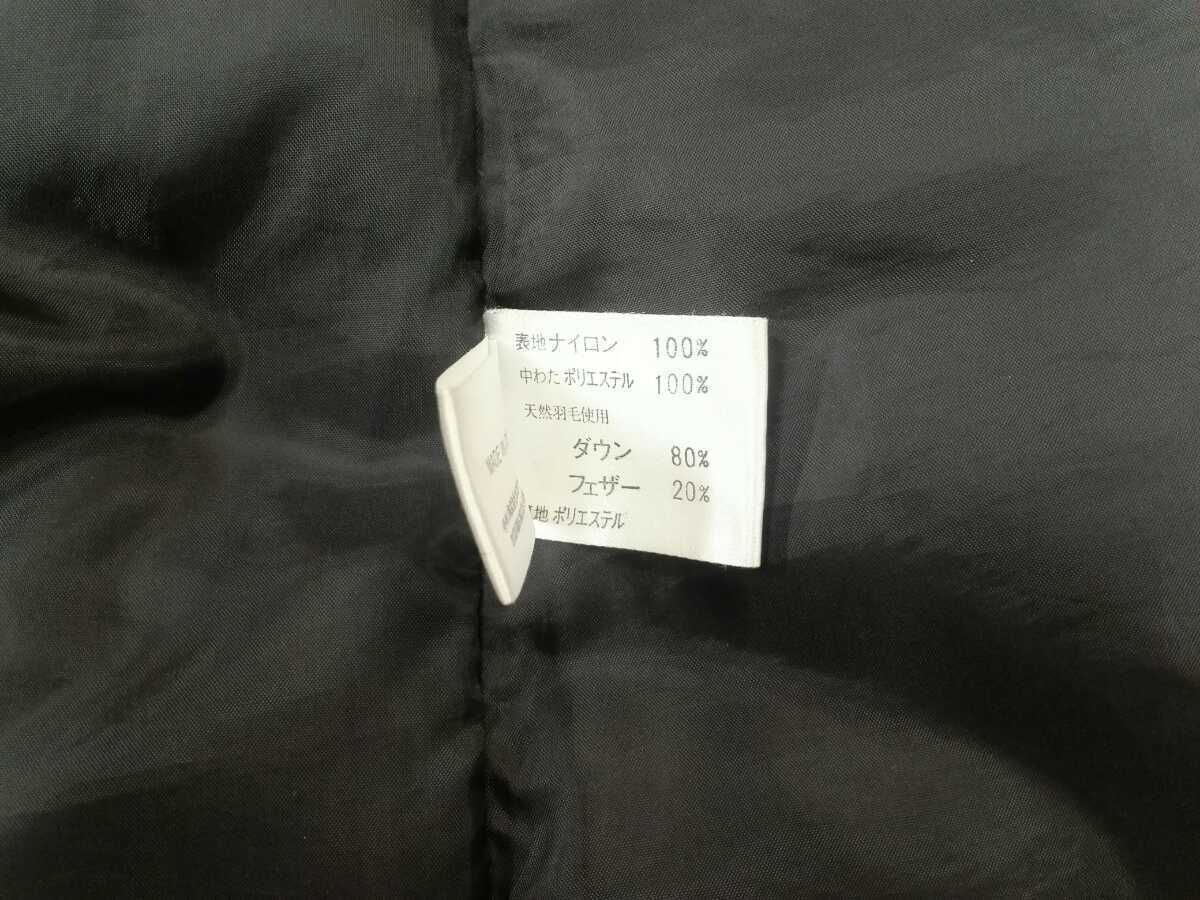 表地ナイロン 100%
中わたポリエステル 100%
天然羽毛使用
ダウン 80%
フェザー 20%
地 ポリエステル
MADE